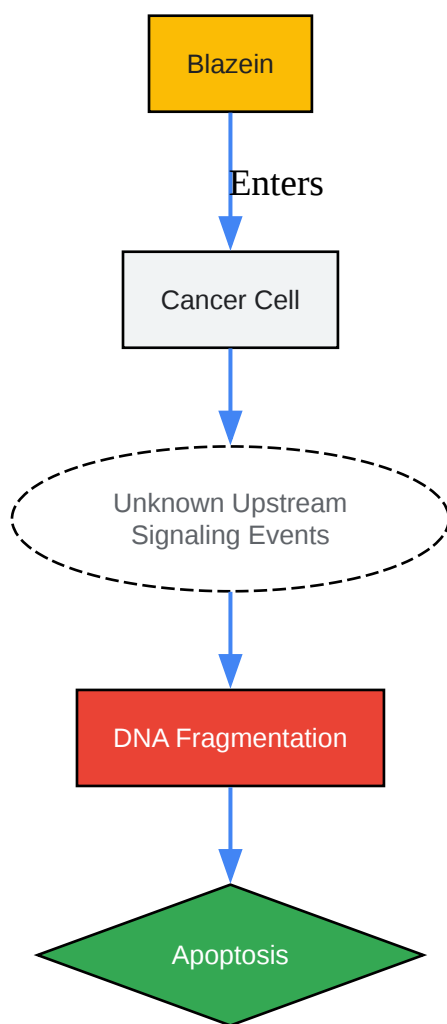 Blazein
Enters
Cancer Cell
Unknown Upstream
Signaling Events
DNA Fragmentation
Apoptosis